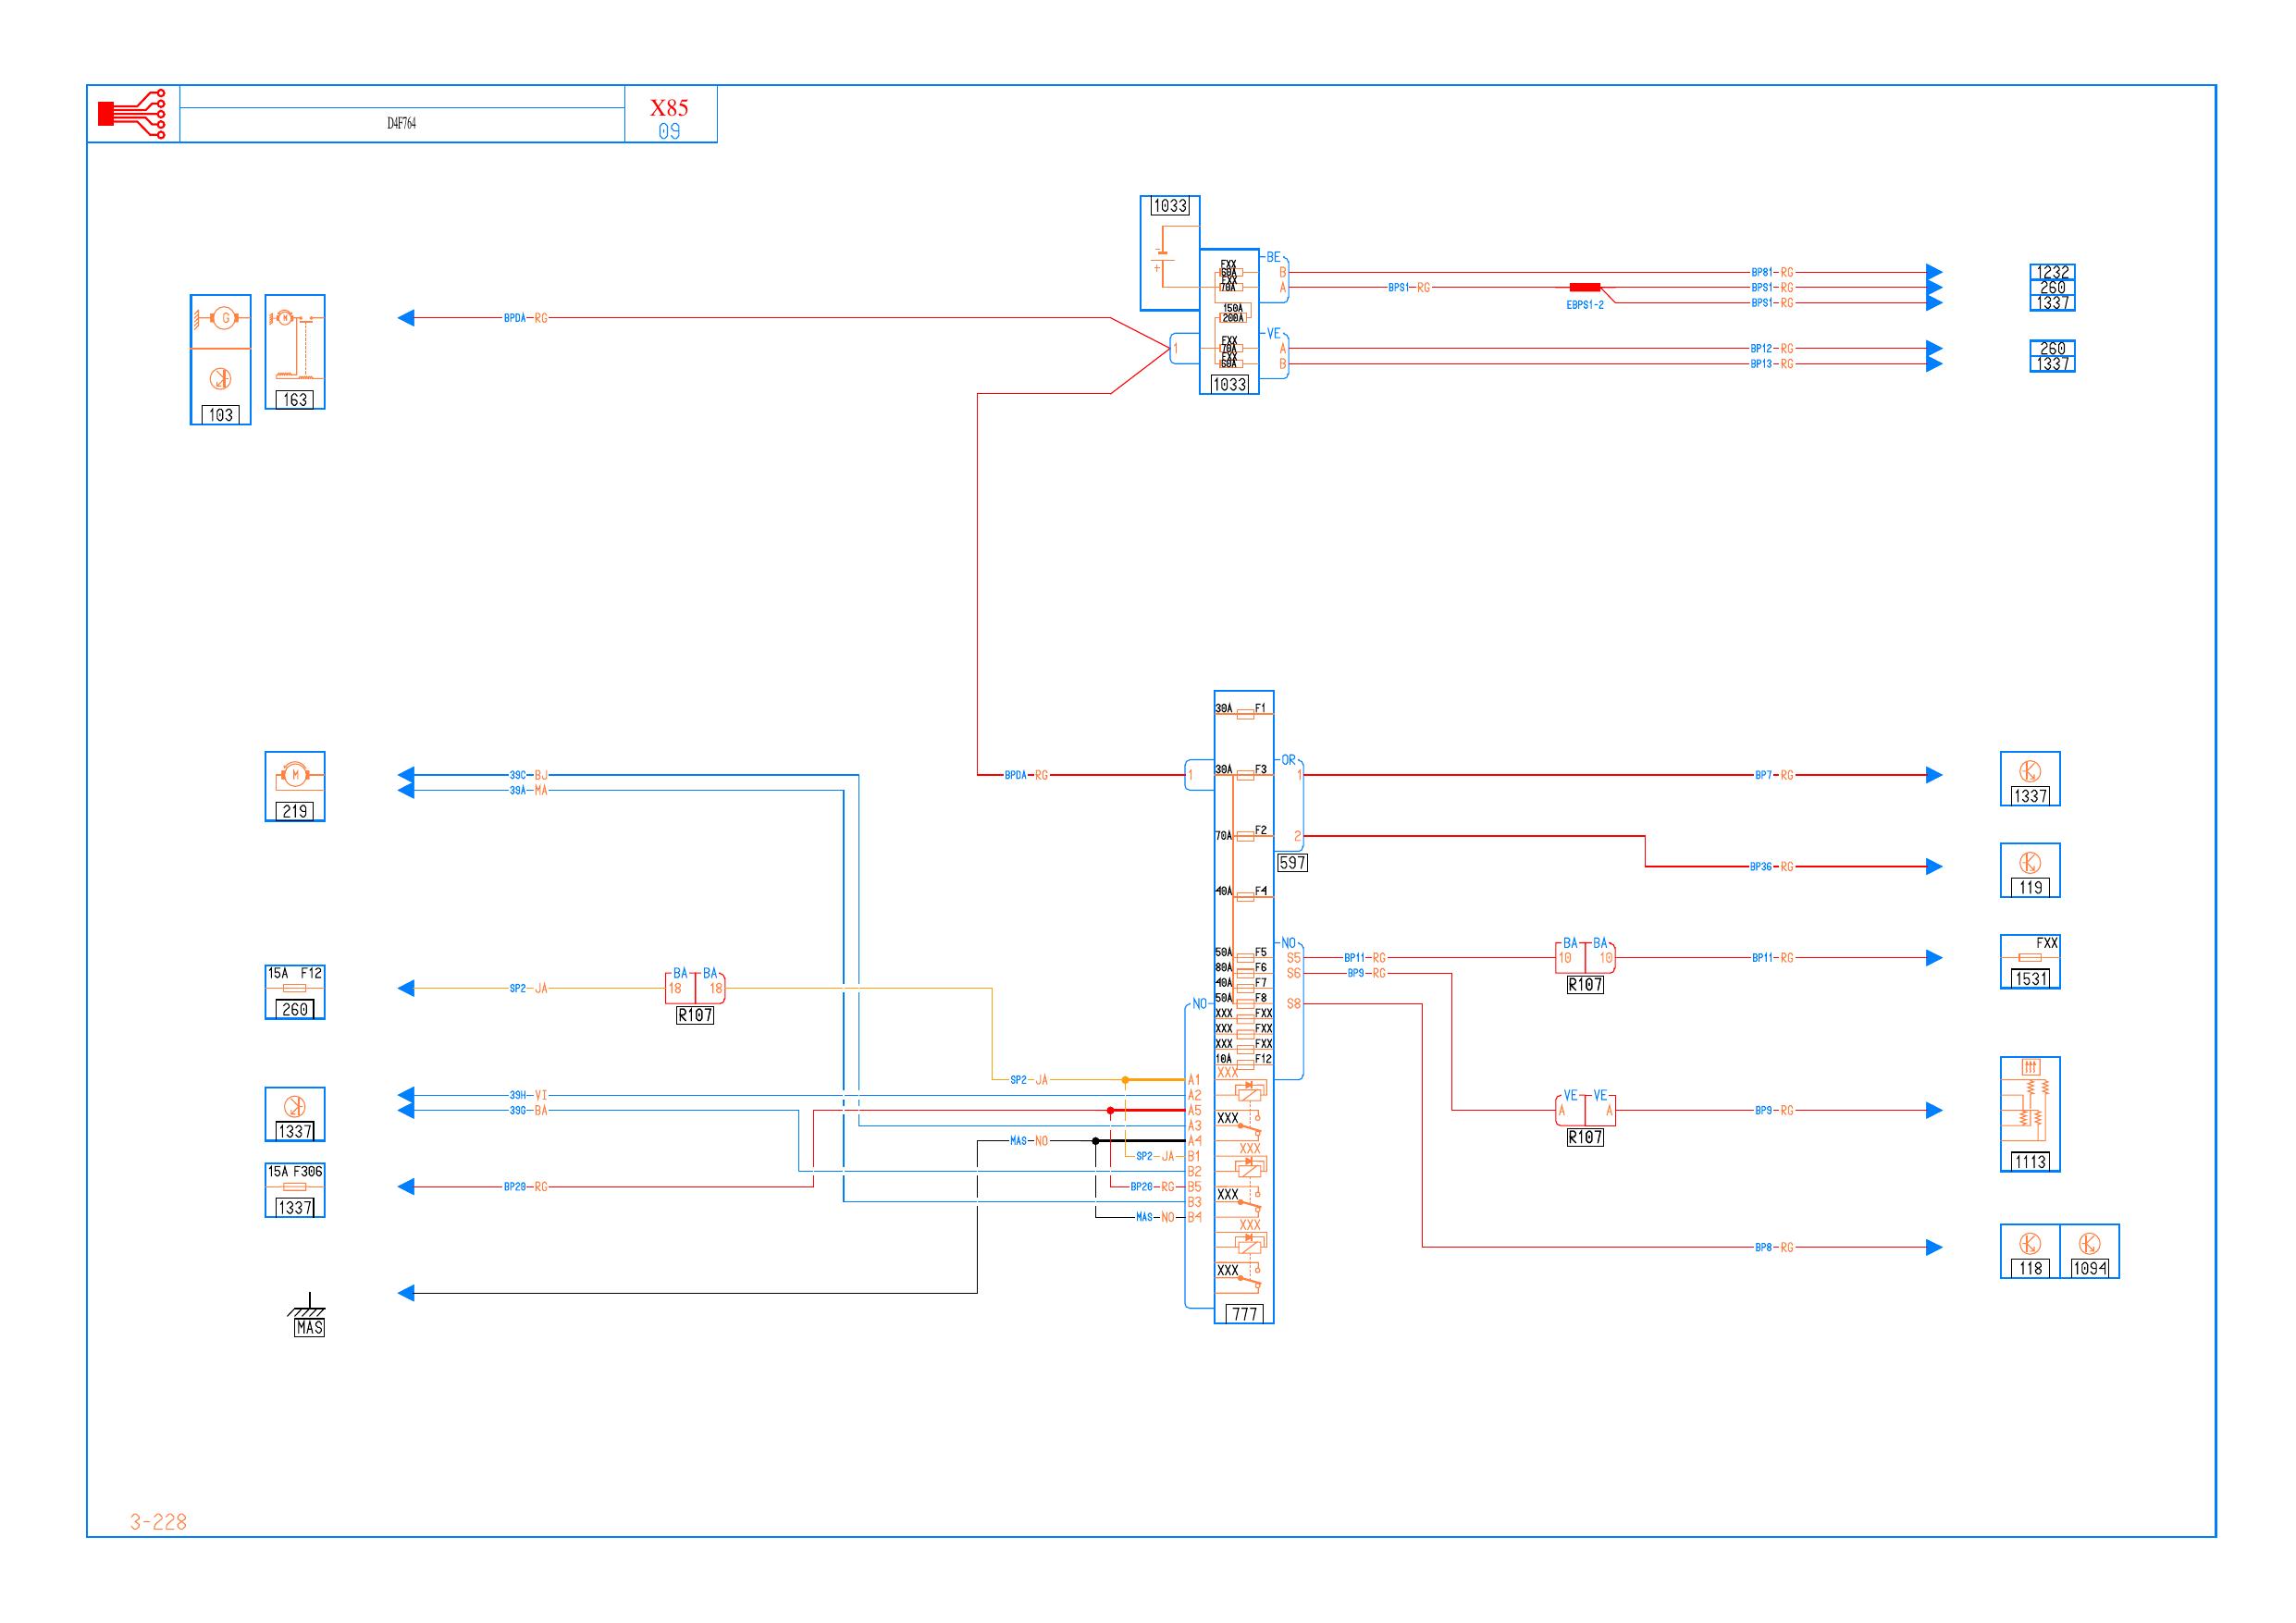 X85
D4F764
09
1033
BE
FXX
60A B BP81-RG 1232
FXX
70A A BPS1-RG BPS1-RG 260
EBPS1-2 BPS1-RG 1337
G M BPDA-RG 150A
200A
VE
1 FXX
70A A BP12-RG 260
FXX
60A B BP13-RG 1337
1033
163
103
30A F1
OR
39C-BJ BPDA-RG 1 30A F3 1 BP7-RG
M 39A-MA
219 1337
70A F2 2
597 BP36-RG
119
40A F4
NO BA BA FXX
50A F5 S5 BP11-RG 10 10 BP11-RG
15A F12 BA BA 80A F6 S6 BP9-RG
SP2-JA 18 18 40A F7 R107 1531
260 R107 NO 50A F8 S8
XXX FXX
XXX FXX
XXX FXX
10A F12
SP2-JA A1 XXX
39H-VI A2 VE VE
39G-BA A5 A A BP9-RG
1337 A3 XXX R107
MAS-NO A4
SP2-JA B1 XXX 1113
15A F306 B2
BP28-RG BP20-RG B5
1337 B3 XXX
MAS-NO B4
XXX
BP8-RG
XXX 118 1094
MAS 777
3-228